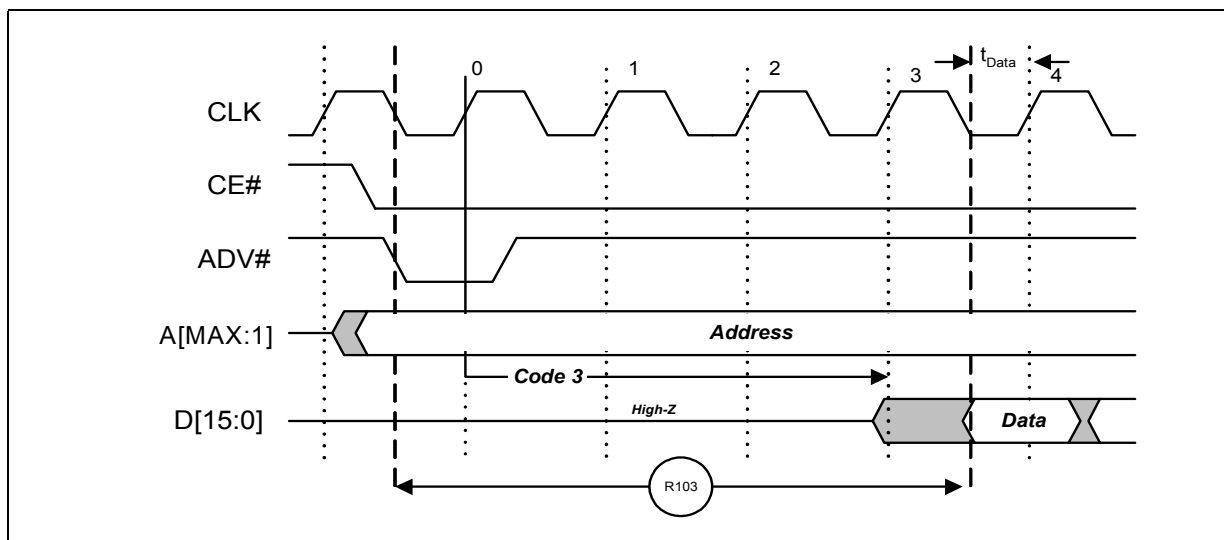 0 1 2 3 t_Data 4
CLK
CE#
ADV#
A[MAX:1] Address
Code 3
D[15:0] High-Z Data
R103